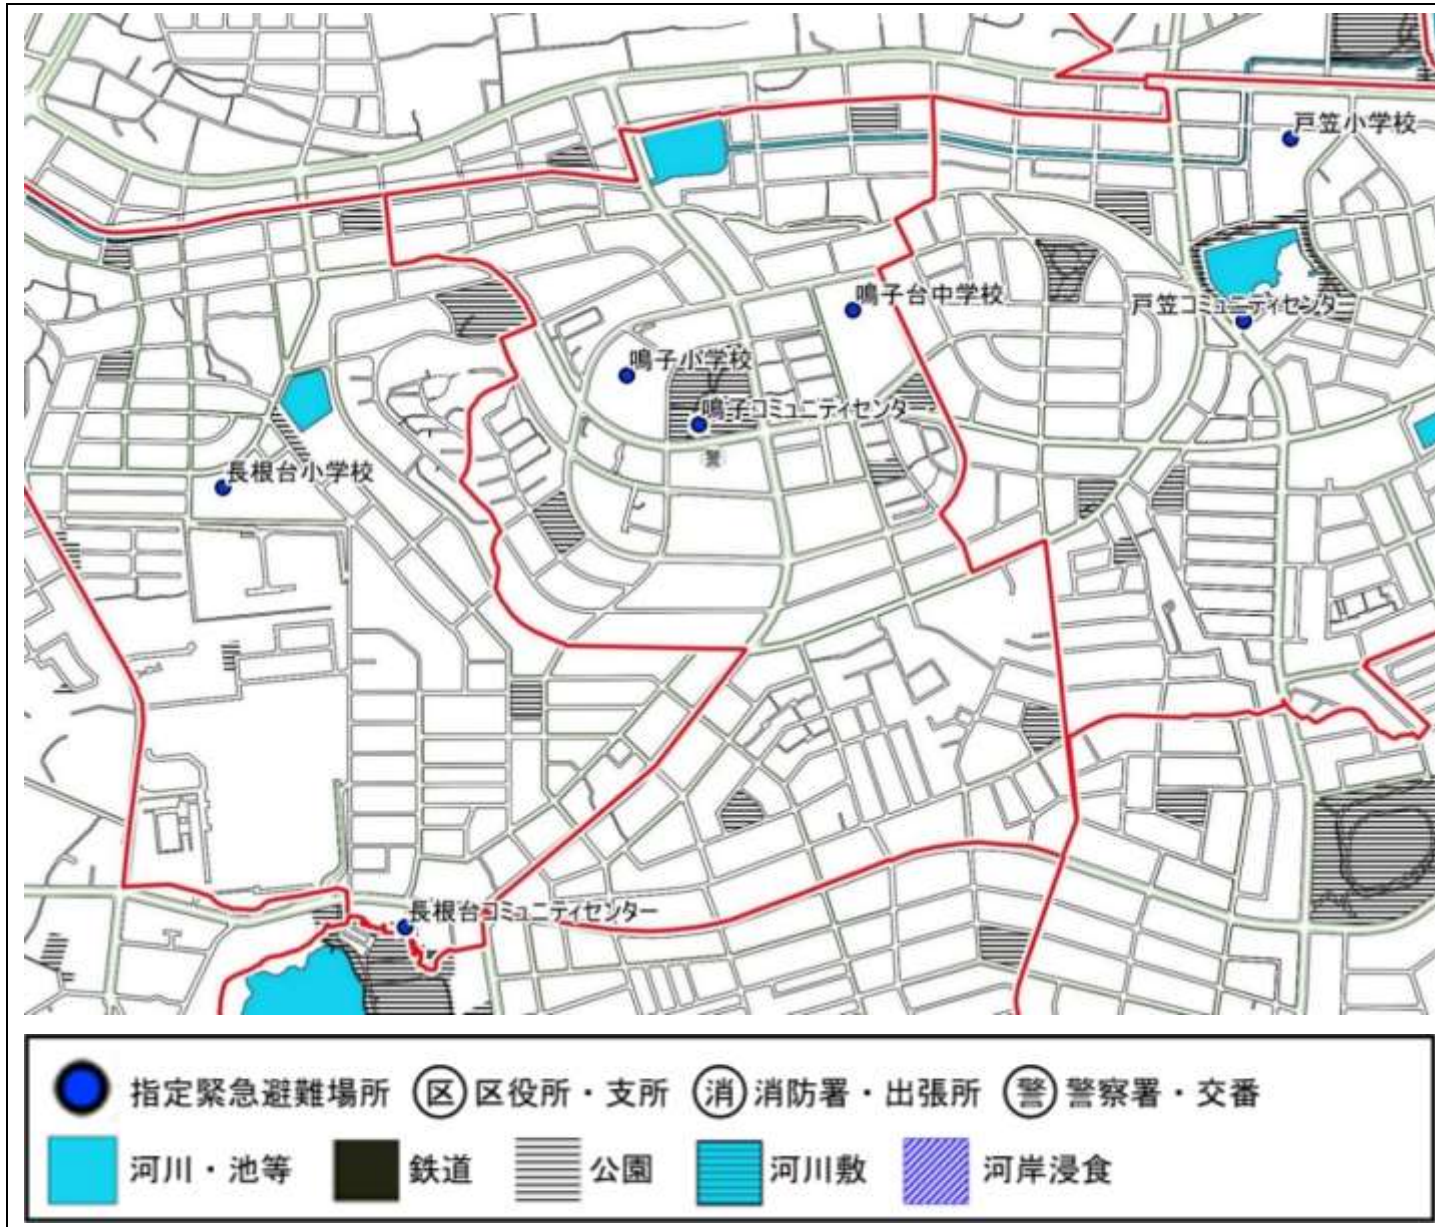 戸笠小学校
鳴子台中学校
戸笠コミュニティセンター
鳴子小学校
鳴子コミュニティセンター
警
長根台小学校
長根台コミュニティセンター
指定緊急避難場所 区 区役所・支所 消 消防署・出張所 警 警察署・交番
河川・池等 鉄道 公園 河川敷 河岸浸食